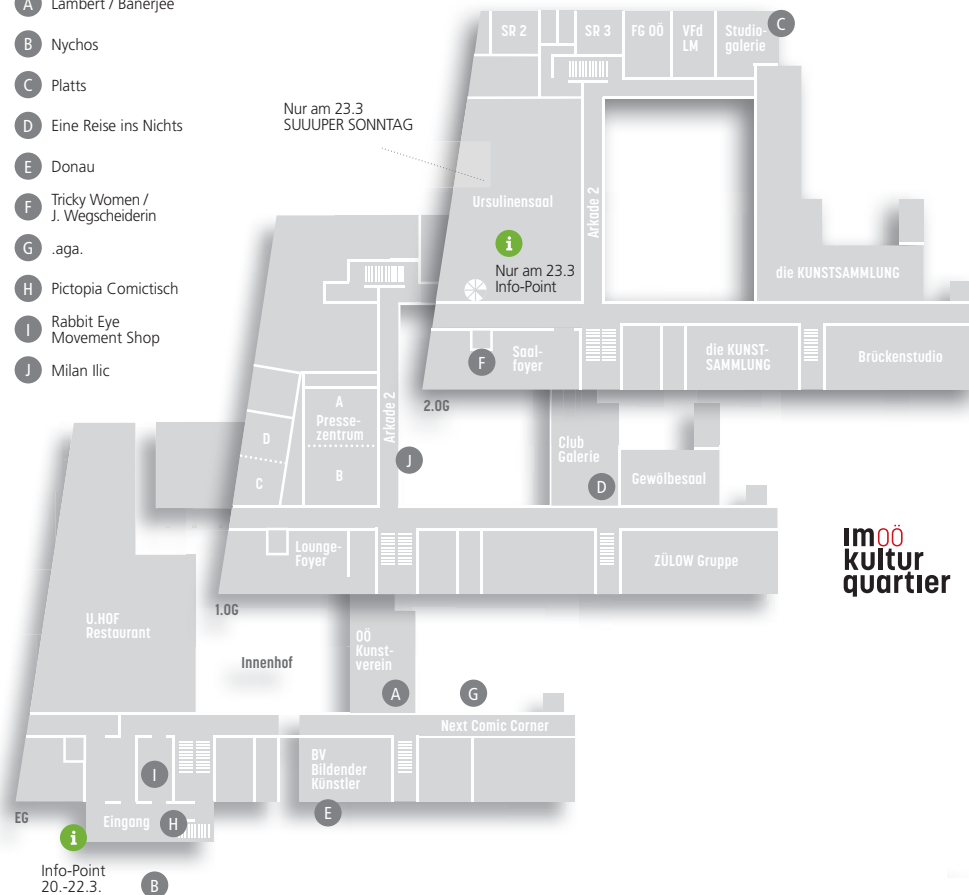 A Lambert / Banerjee
B Nychos
C Platts
D Eine Reise ins Nichts
E Donau
F Tricky Women /
J. Wegscheiderin
G .aga.
H Pictopia Comictisch
I Rabbit Eye
Movement Shop
J Milan Ilic
Nur am 23.3
SUUUPER SONNTAG
SR 2
SR 3
FG OÖ
VFd
LM
Studio-
galerie
C
Ursulinensaal
Arkade 2
i
Nur am 23.3
Info-Point
die KUNSTSAMMLUNG
F
Saal-
foyer
die KUNST-
SAMMLUNG
Brückenstudio
2.OG
A
Presse-
zentrum
B
D
C
Arkade 2
J
Club
Galerie
D
Gewölbesaal
Lounge-
Foyer
ZÜLOW Gruppe
1.OG
U.HOF
Restaurant
Innenhof
OÖ
Kunst-
verein
A
G
Next Comic Corner
BV
Bildender
Künstler
E
I
EG
Eingang
H
i
Info-Point
20.-22.3.
B
im oö
kultur
quartier